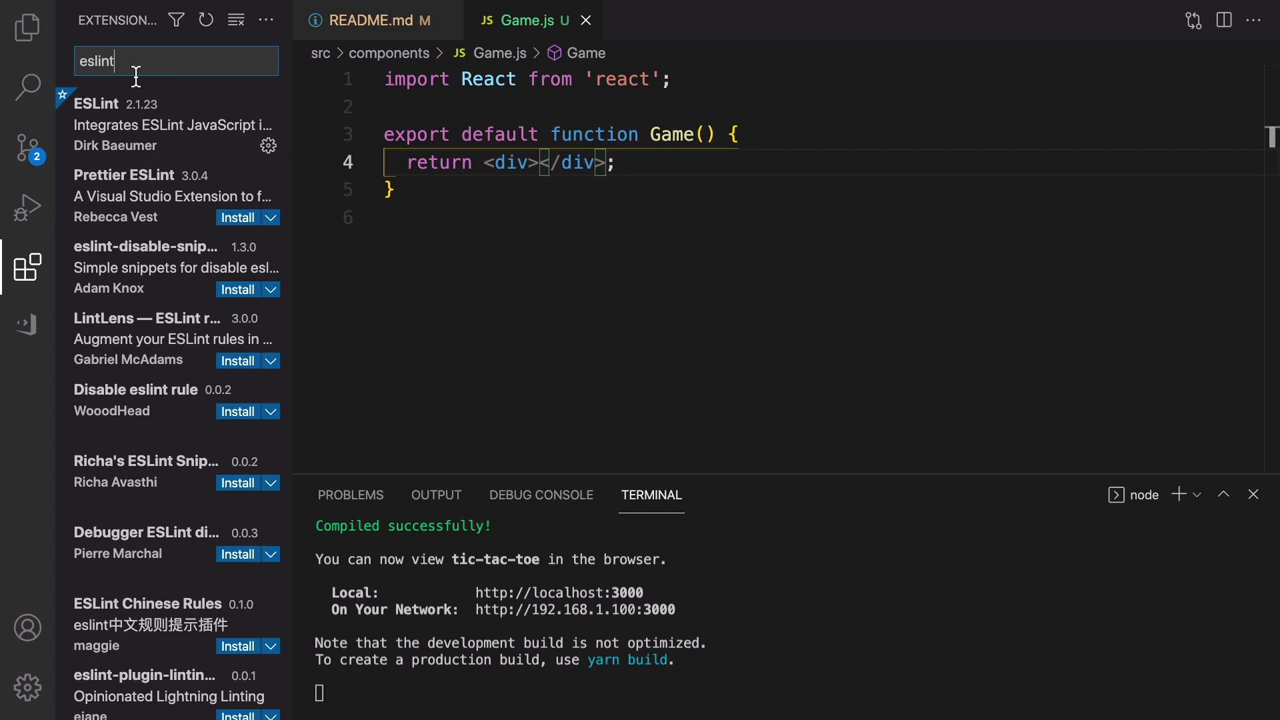 EXTENSION...
eslint
ESLint 2.1.23
Integrates ESLint JavaScript i...
Dirk Baeumer
Prettier ESLint 3.0.4
A Visual Studio Extension to f...
Rebecca Vest Install
eslint-disable-snip... 1.3.0
Simple snippets for disable esl...
Adam Knox Install
LintLens — ESLint r... 3.0.0
Augment your ESLint rules in ...
Gabriel McAdams Install
Disable eslint rule 0.0.2
WooodHead Install
Richa's ESLint Snip... 0.0.2
Richa Avasthi Install
Debugger ESLint di... 0.0.3
Pierre Marchal Install
ESLint Chinese Rules 0.1.0
eslint中文规则提示插件
maggie Install
eslint-plugin-lintin... 0.0.1
Opinionated Lightning Linting
ejane Install
2
README.md M
JS Game.js U
src > components > JS Game.js > Game
1 import React from 'react';
2
3 export default function Game() {
4 return <div></div>;
5 }
6
PROBLEMS OUTPUT DEBUG CONSOLE TERMINAL node
Compiled successfully!
You can now view tic-tac-toe in the browser.
Local: http://localhost:3000
On Your Network: http://192.168.1.100:3000
Note that the development build is not optimized.
To create a production build, use yarn build.